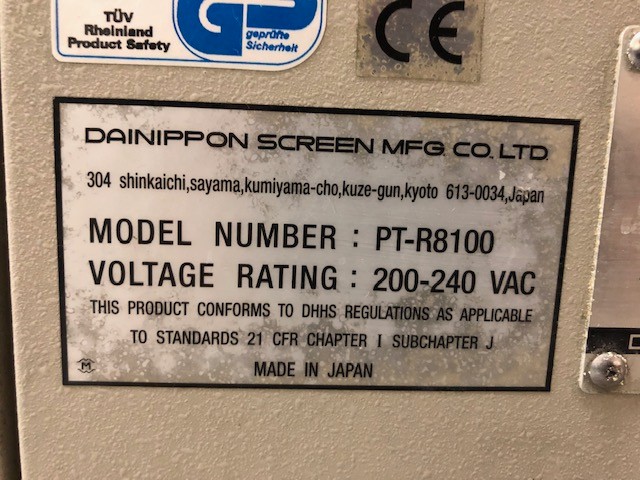 TÜV
Rheinland
Product Safety
geprüfte
Sicherheit
CE
DAINIPPON SCREEN MFG. CO. LTD.
304 shinkaichi,sayama,kumiyama-cho,kuze-gun,kyoto 613-0034,Japan
MODEL NUMBER : PT-R8100
VOLTAGE RATING : 200-240 VAC
THIS PRODUCT CONFORMS TO DHHS REGULATIONS AS APPLICABLE
TO STANDARDS 21 CFR CHAPTER I SUBCHAPTER J
M
MADE IN JAPAN